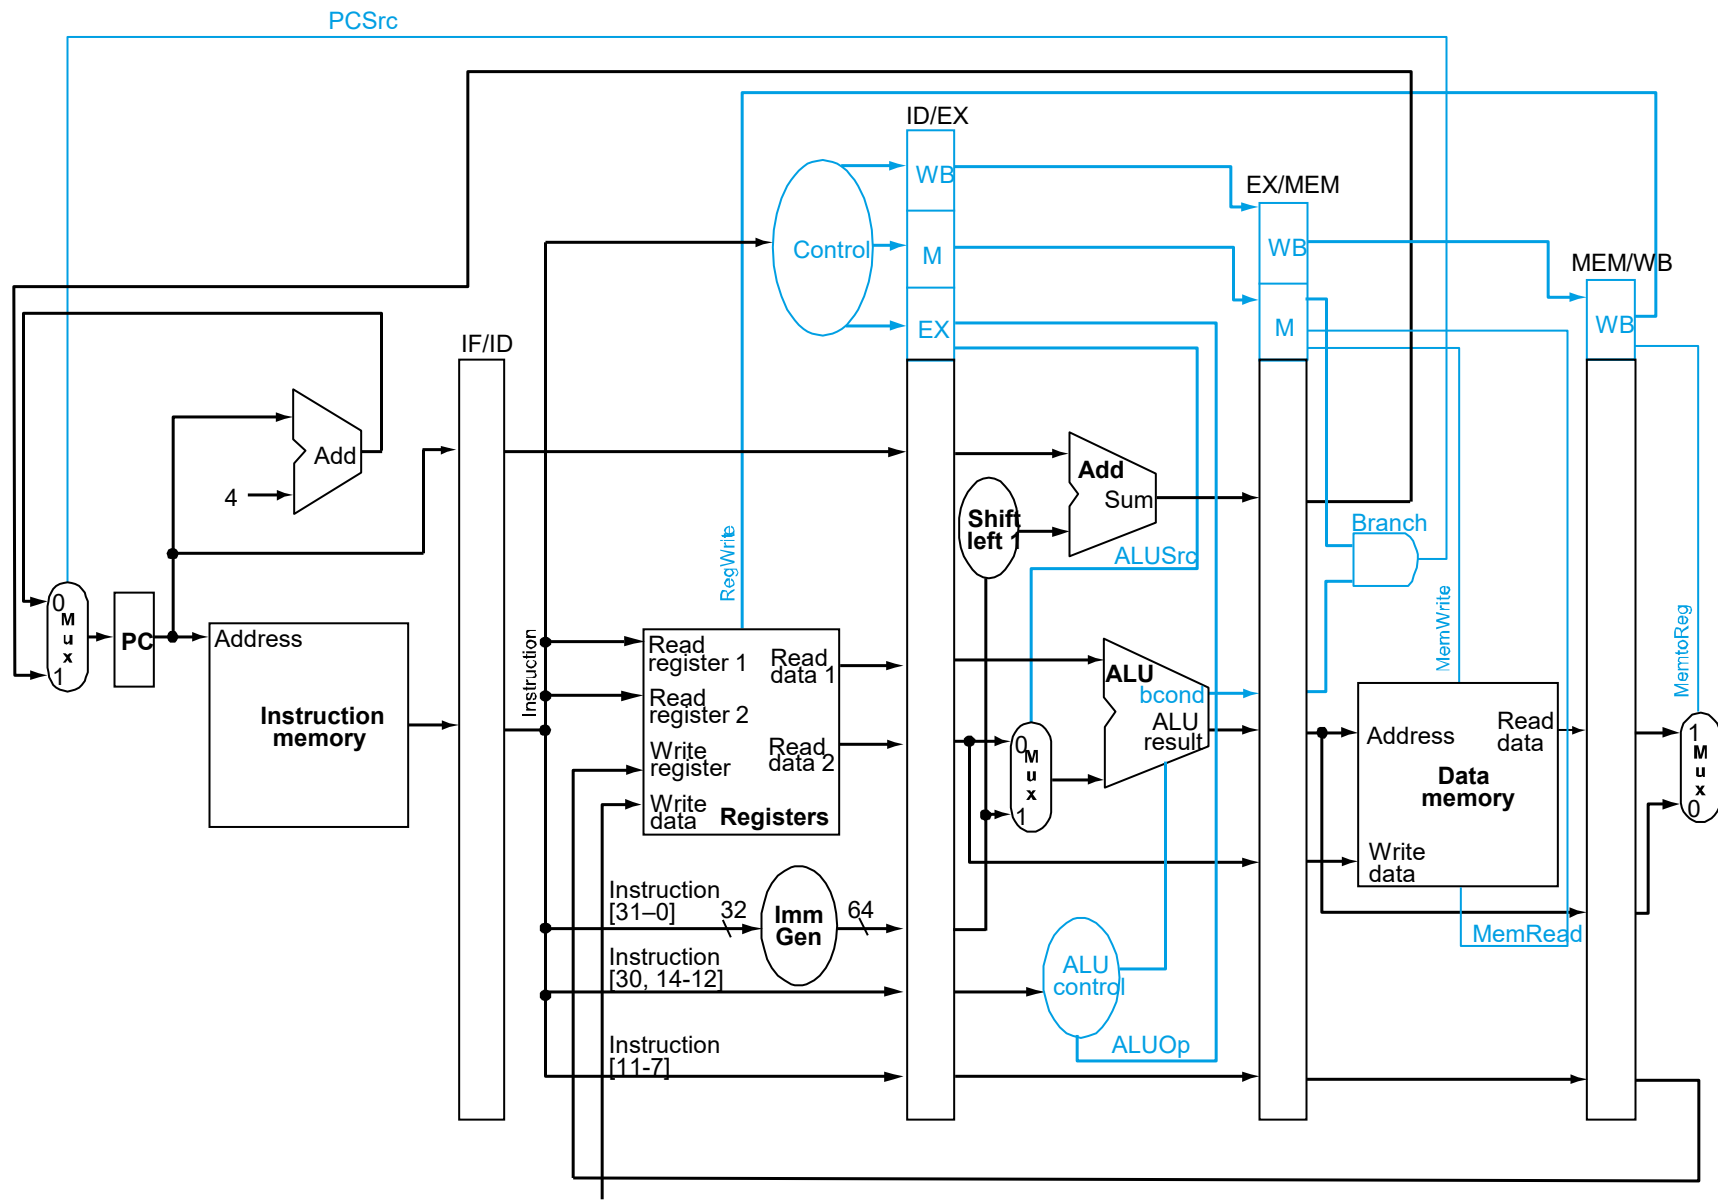 PCSrc
ID/EX
WB
EX/MEM
Control
M
WB
MEM/WB
EX
M
WB
IF/ID
Add
4
Add
Sum
Shift
left 1
Branch
ALUSrc
RegWrite
MemWrite
MemtoReg
0
M
u
x
1
PC
Address
Instruction
memory
Instruction
Read
register 1
Read
data 1
Read
register 2
Write
register
Read
data 2
Write
data
Registers
ALU
bcond
ALU
result
0
M
u
x
1
Address
Read
data
Data
memory
Write
data
1
M
u
x
0
Instruction
[31–0]
32
Imm
Gen
64
MemRead
Instruction
[30, 14-12]
ALU
control
Instruction
[11-7]
ALUOp